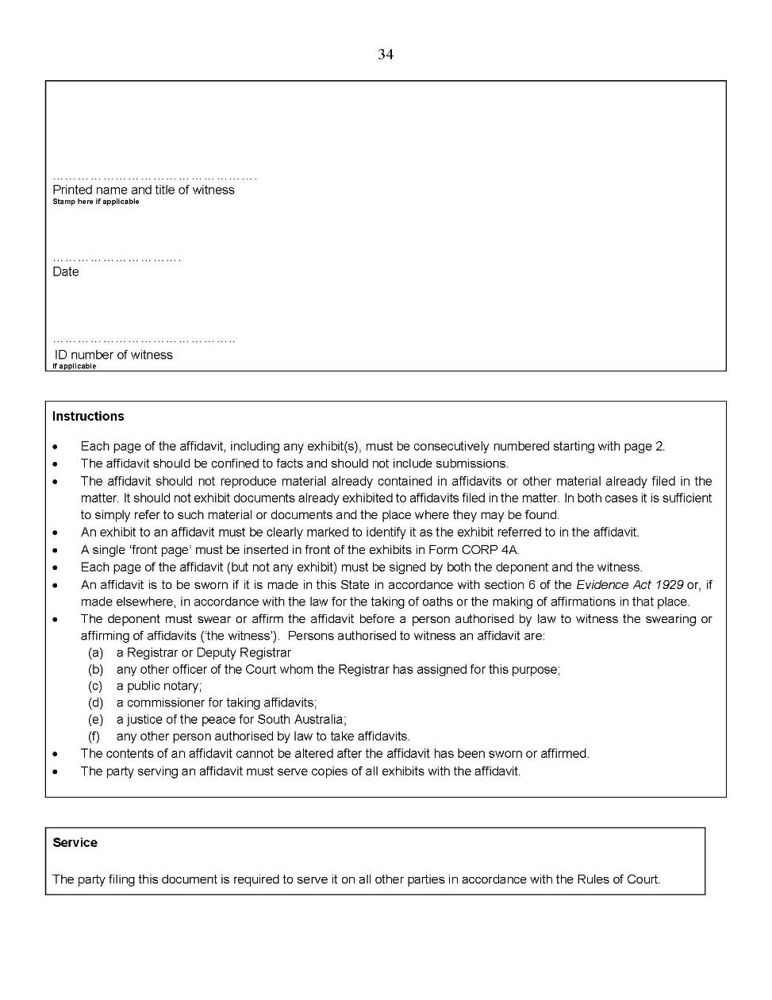 34
…………………………………………….
Printed name and title of witness
Stamp here if applicable
………………………….
Date
……………………………………..
ID number of witness
If applicable
Instructions
• Each page of the affidavit, including any exhibit(s), must be consecutively numbered starting with page 2.
• The affidavit should be confined to facts and should not include submissions.
• The affidavit should not reproduce material already contained in affidavits or other material already filed in the
matter. It should not exhibit documents already exhibited to affidavits filed in the matter. In both cases it is sufficient
to simply refer to such material or documents and the place where they may be found.
• An exhibit to an affidavit must be clearly marked to identify it as the exhibit referred to in the affidavit.
• A single ‘front page’ must be inserted in front of the exhibits in Form CORP 4A.
• Each page of the affidavit (but not any exhibit) must be signed by both the deponent and the witness.
• An affidavit is to be sworn if it is made in this State in accordance with section 6 of the Evidence Act 1929 or, if
made elsewhere, in accordance with the law for the taking of oaths or the making of affirmations in that place.
• The deponent must swear or affirm the affidavit before a person authorised by law to witness the swearing or
affirming of affidavits (‘the witness’). Persons authorised to witness an affidavit are:
(a) a Registrar or Deputy Registrar
(b) any other officer of the Court whom the Registrar has assigned for this purpose;
(c) a public notary;
(d) a commissioner for taking affidavits;
(e) a justice of the peace for South Australia;
(f) any other person authorised by law to take affidavits.
• The contents of an affidavit cannot be altered after the affidavit has been sworn or affirmed.
• The party serving an affidavit must serve copies of all exhibits with the affidavit.
Service
The party filing this document is required to serve it on all other parties in accordance with the Rules of Court.